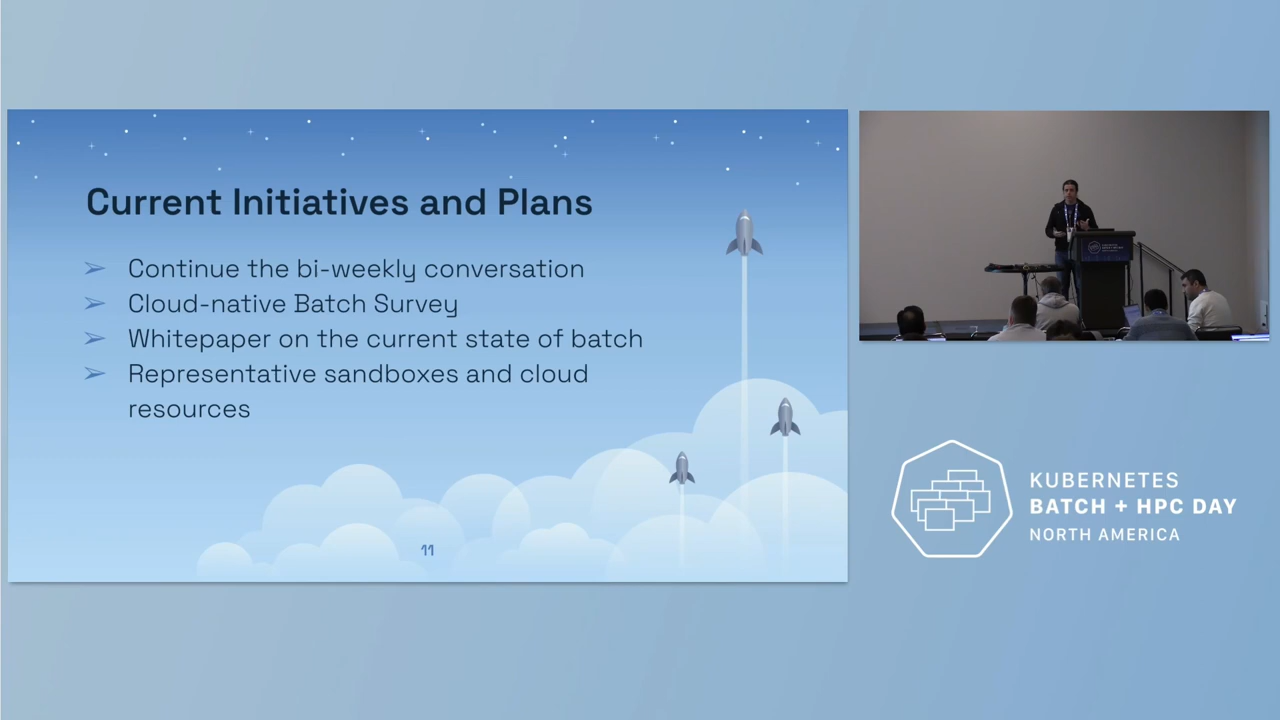 Current Initiatives and Plans
➢ Continue the bi-weekly conversation
➢ Cloud-native Batch Survey
➢ Whitepaper on the current state of batch
➢ Representative sandboxes and cloud
resources
11
KUBERNETES
BATCH + HPC DAY
NORTH AMERICA